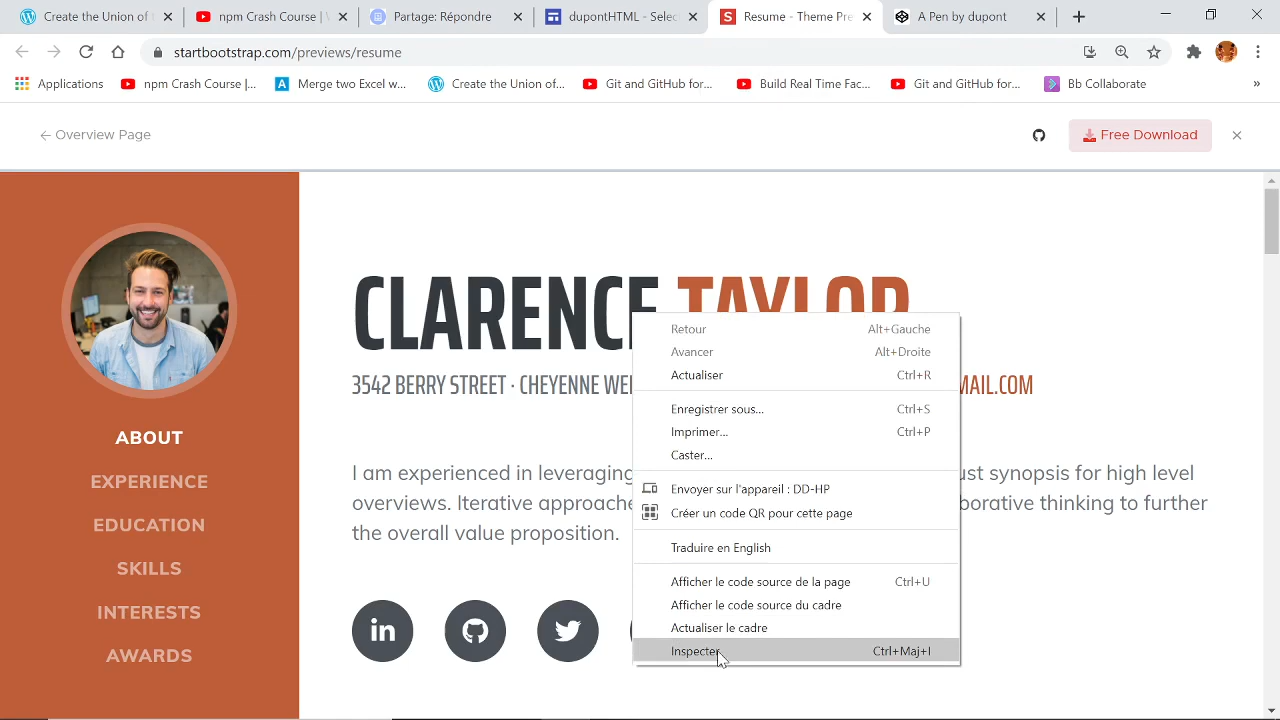 Create the Union of
npm Crash Course | \
Partage: Répondre
dupontHTML - Selec
Resume - Theme Pre
A Pen by dupont
startbootstrap.com/previews/resume
Applications
npm Crash Course |...
Merge two Excel w...
Create the Union of...
Git and GitHub for...
Build Real Time Fac...
Git and GitHub for...
Bb Collaborate
»
← Overview Page
Free Download
CLARENCE TAYLOR
3542 BERRY STREET · CHEYENNE WEL
MAIL.COM
I am experienced in leveraging
ust synopsis for high level
overviews. Iterative approache
borative thinking to further
the overall value proposition.
ABOUT
EXPERIENCE
EDUCATION
SKILLS
INTERESTS
AWARDS
Retour Alt+Gauche
Avancer Alt+Droite
Actualiser Ctrl+R
Enregistrer sous... Ctrl+S
Imprimer... Ctrl+P
Caster...
Envoyer sur l'appareil : DD-HP
Créer un code QR pour cette page
Traduire en English
Afficher le code source de la page Ctrl+U
Afficher le code source du cadre
Actualiser le cadre
Inspecter Ctrl+Maj+I